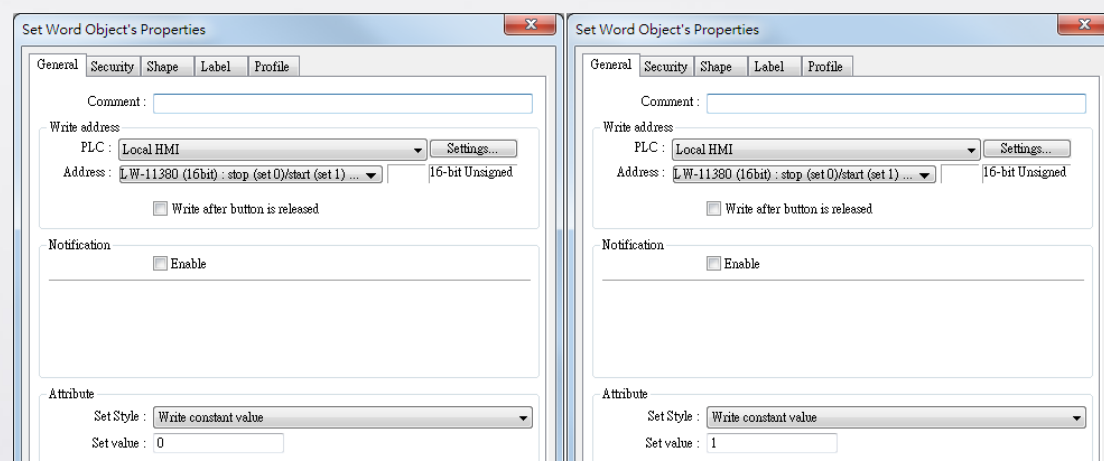 Set Word Object's Properties
General Security Shape Label Profile
Comment :
Write address
PLC : Local HMI Settings...
Address : LW-11380 (16bit) : stop (set 0)/start (set 1) ... 16-bit Unsigned
Write after button is released
Notification
Enable
Attribute
Set Style : Write constant value
Set value : 0
Set Word Object's Properties
General Security Shape Label Profile
Comment :
Write address
PLC : Local HMI Settings...
Address : LW-11380 (16bit) : stop (set 0)/start (set 1) ... 16-bit Unsigned
Write after button is released
Notification
Enable
Attribute
Set Style : Write constant value
Set value : 1